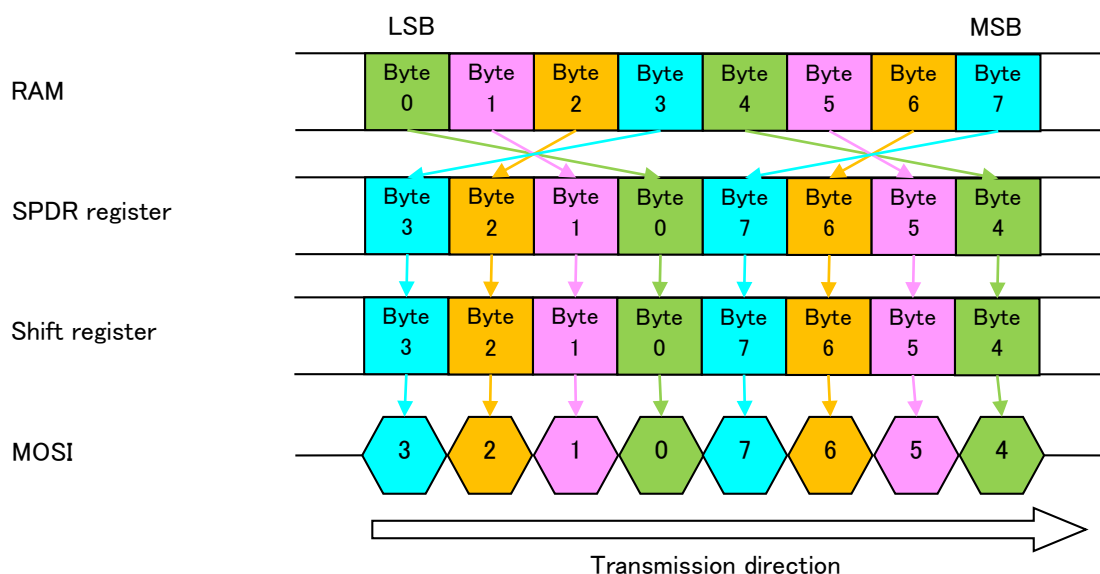 LSB MSB
RAM
Byte Byte Byte Byte Byte Byte Byte Byte
0 1 2 3 4 5 6 7
SPDR register
Byte Byte Byte Byte Byte Byte Byte Byte
3 2 1 0 7 6 5 4
Shift register
Byte Byte Byte Byte Byte Byte Byte Byte
3 2 1 0 7 6 5 4
MOSI
3 2 1 0 7 6 5 4
Transmission direction